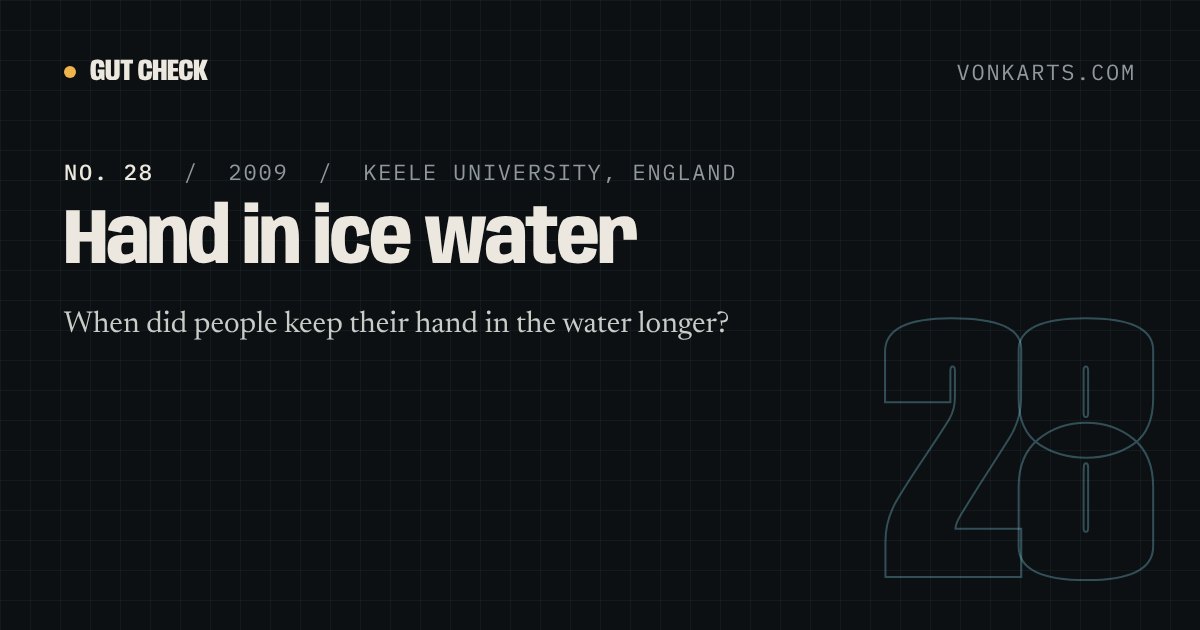 GUT CHECK
VONKARTS.COM
NO. 28 / 2009 / KEELE UNIVERSITY, ENGLAND
Hand in ice water
When did people keep their hand in the water longer?
28